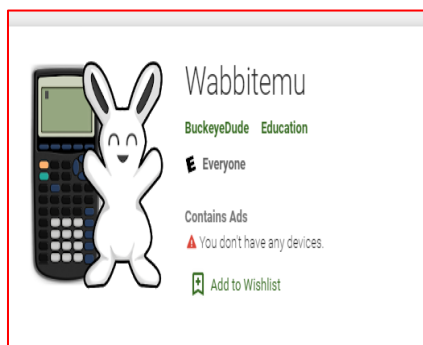 Wabbitemu
BuckeyeDude Education
E Everyone
Contains Ads
You don't have any devices.
Add to Wishlist